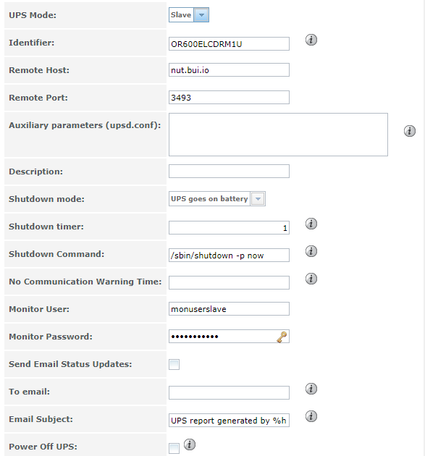 UPS Mode: Slave
Identifier: OR600ELCDRM1U
Remote Host: nut.bui.io
Remote Port: 3493
Auxiliary parameters (upsd.conf):
Description:
Shutdown mode: UPS goes on battery
Shutdown timer: 1
Shutdown Command: /sbin/shutdown -p now
No Communication Warning Time:
Monitor User: monuserslave
Monitor Password: •••••••••••
Send Email Status Updates:
To email:
Email Subject: UPS report generated by %h
Power Off UPS: